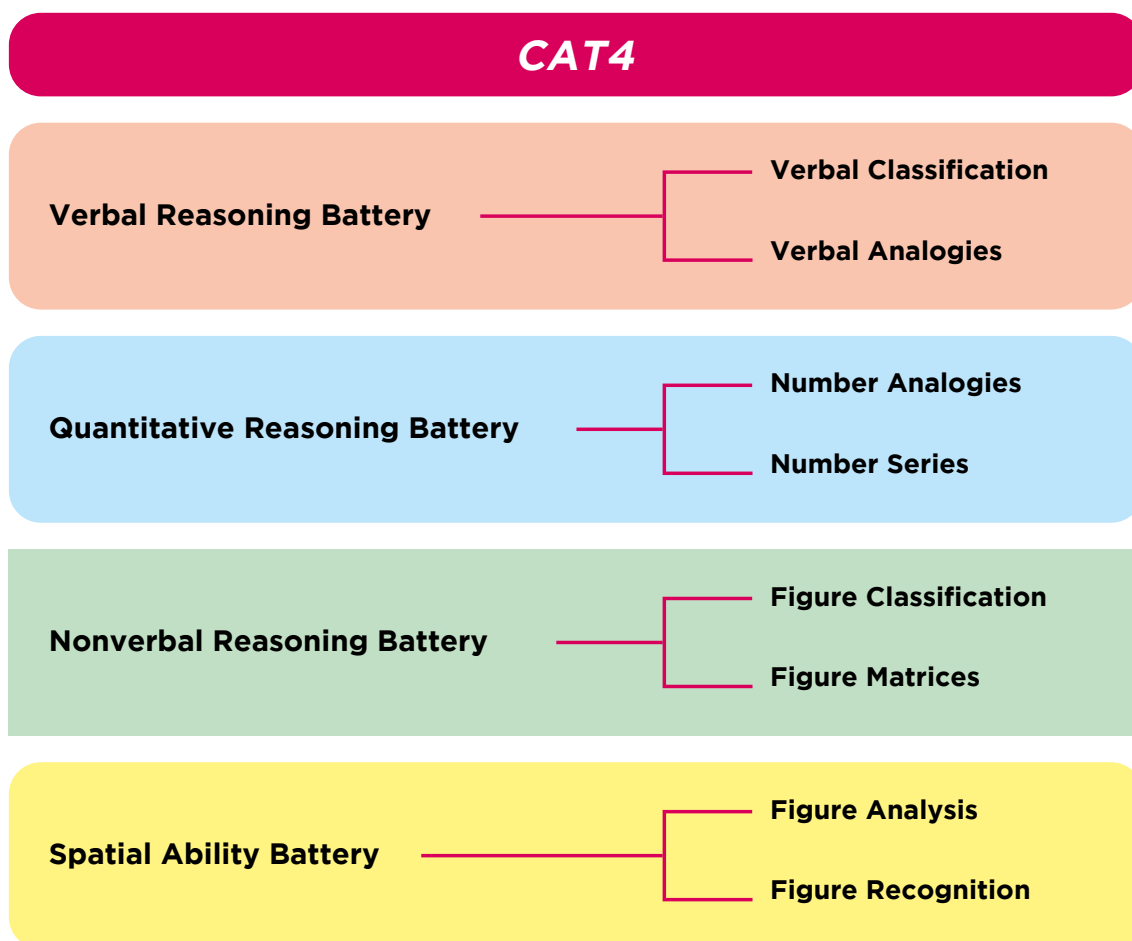 CAT4
Verbal Reasoning Battery
Verbal Classification
Verbal Analogies
Quantitative Reasoning Battery
Number Analogies
Number Series
Nonverbal Reasoning Battery
Figure Classification
Figure Matrices
Spatial Ability Battery
Figure Analysis
Figure Recognition